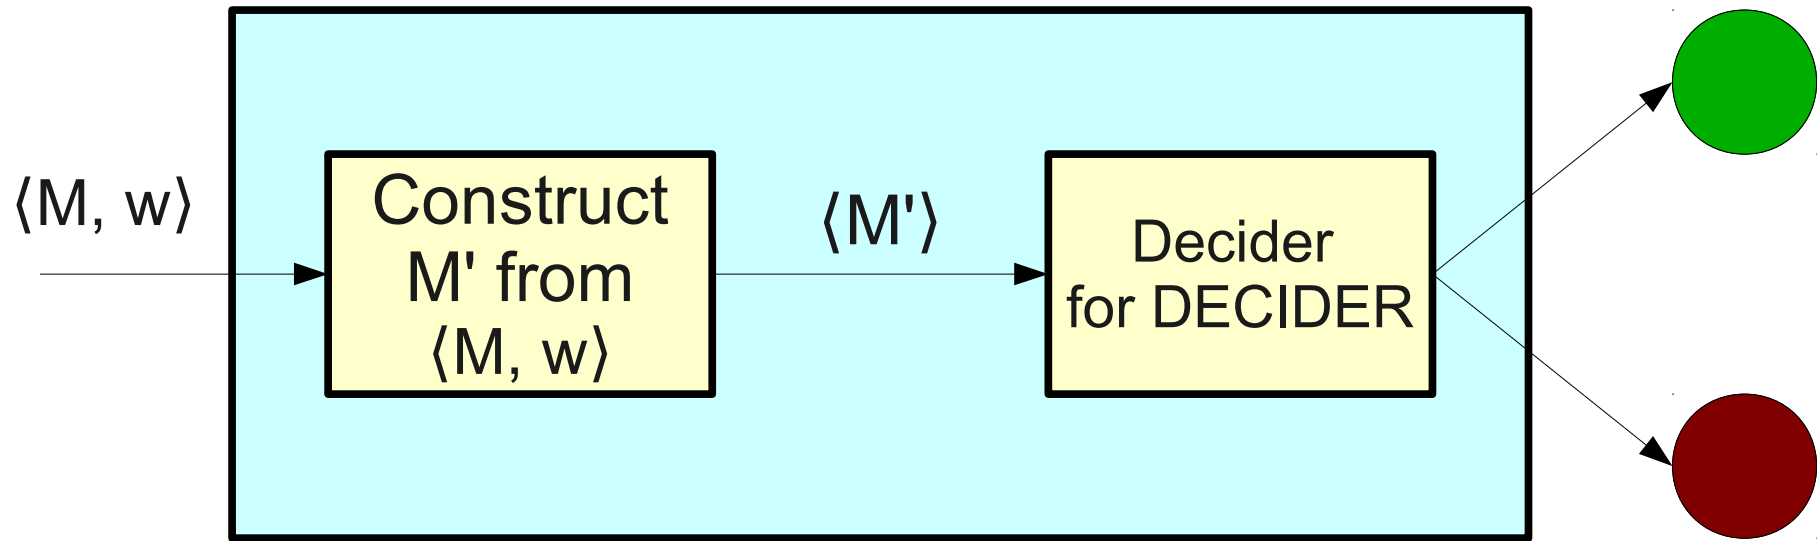 ⟨M, w⟩
Construct
M' from
⟨M, w⟩
⟨M'⟩
Decider
for DECIDER